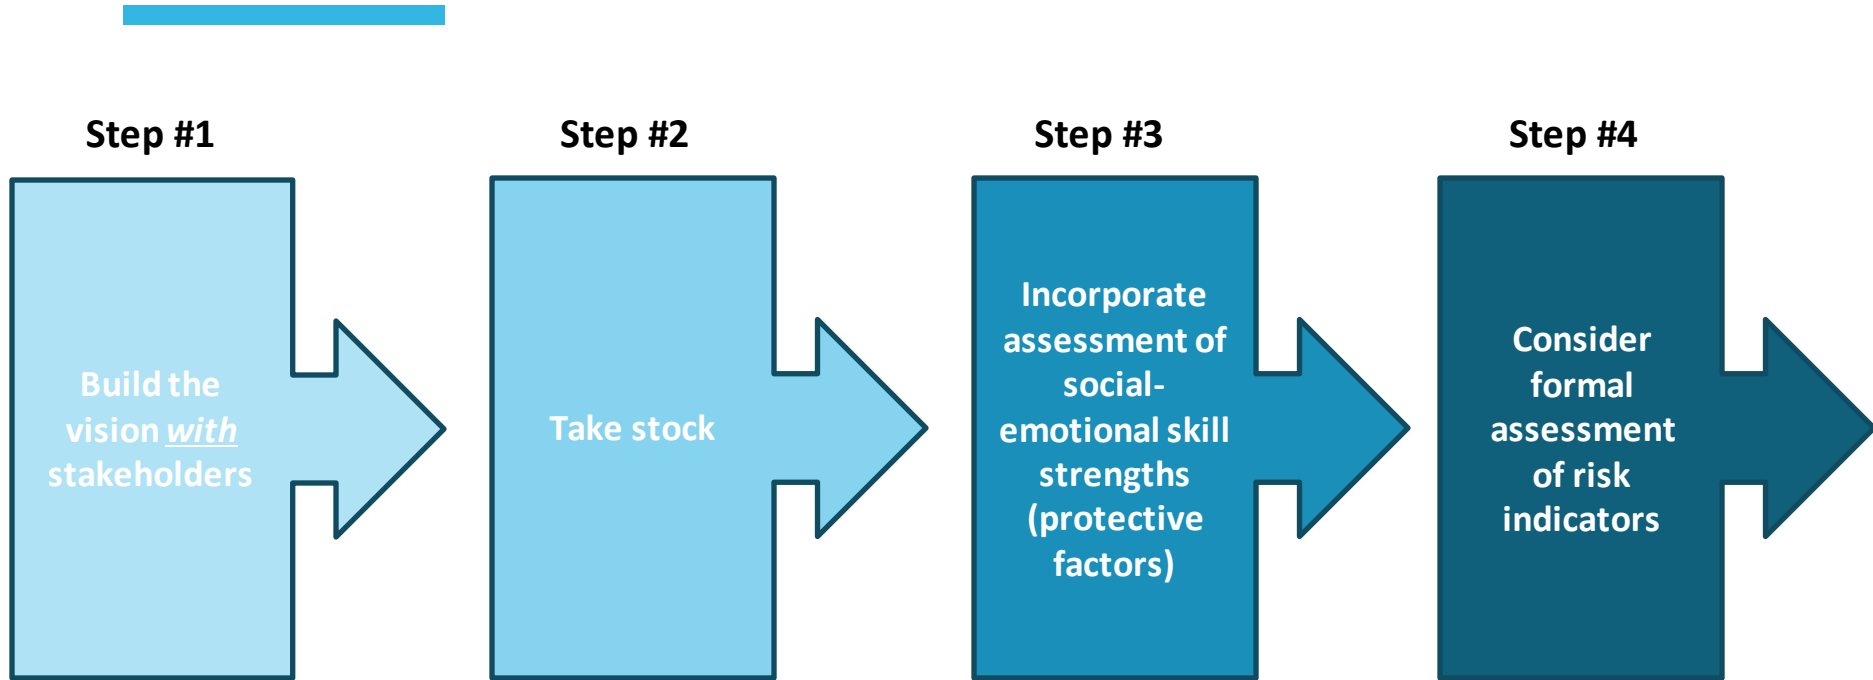 Step #1
Build the
vision with
stakeholders
Step #2
Take stock
Step #3
Incorporate
assessment of
social-
emotional skill
strengths
(protective
factors)
Step #4
Consider
formal
assessment
of risk
indicators